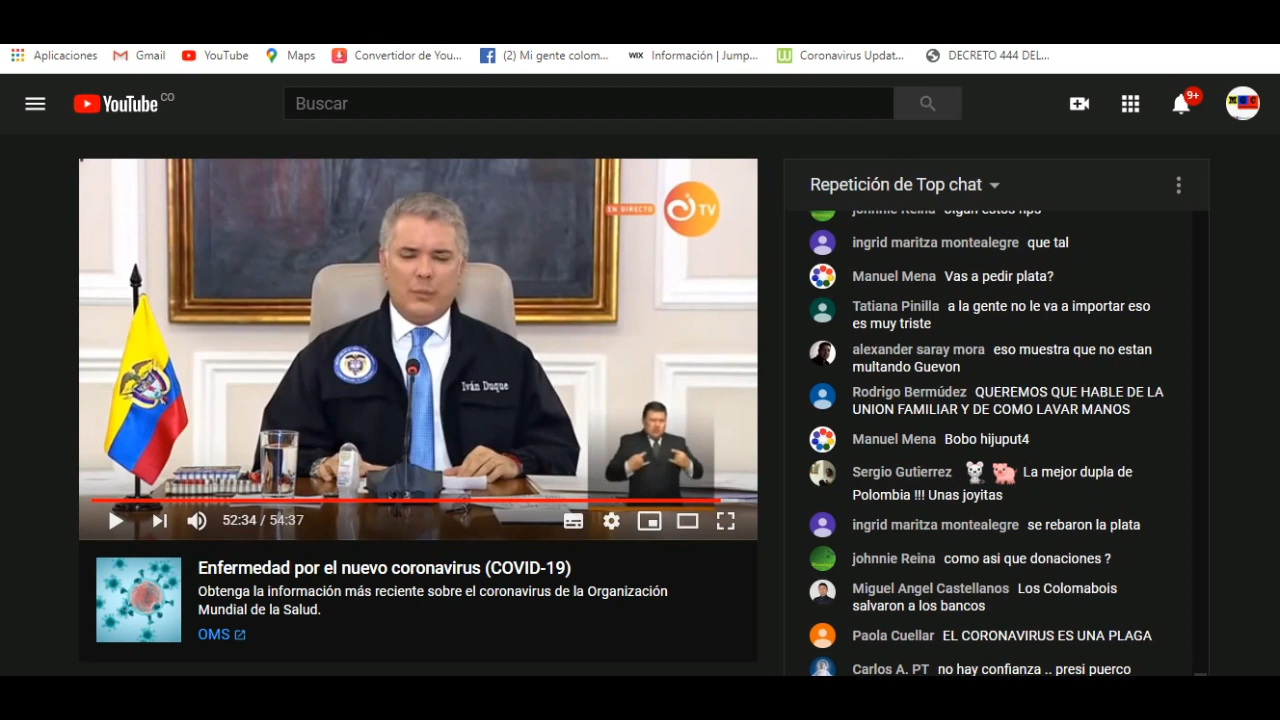 Aplicaciones Gmail YouTube Maps Convertidor de You... (2) Mi gente colom... WIX Información | Jump... Coronavirus Updat... DECRETO 444 DEL...
YouTube CO
Buscar
9+
EN DIRECTO
TV
Iván Duque
52:34 / 54:37
Enfermedad por el nuevo coronavirus (COVID-19)
Obtenga la información más reciente sobre el coronavirus de la Organización
Mundial de la Salud.
OMS
Repetición de Top chat
johnnie Reina
ingrid maritza montealegre que tal
Manuel Mena Vas a pedir plata?
Tatiana Pinilla a la gente no le va a importar eso
es muy triste
alexander saray mora eso muestra que no estan
multando Guevon
Rodrigo Bermúdez QUEREMOS QUE HABLE DE LA
UNION FAMILIAR Y DE COMO LAVAR MANOS
Manuel Mena Bobo hijuput4
Sergio Gutierrez 🐭 🐷 La mejor dupla de
Polombia !!! Unas joyitas
ingrid maritza montealegre se rebaron la plata
johnnie Reina como asi que donaciones ?
Miguel Angel Castellanos Los Colomabois
salvaron a los bancos
Paola Cuellar EL CORONAVIRUS ES UNA PLAGA
Carlos A. PT no hay confianza .. presi puerco